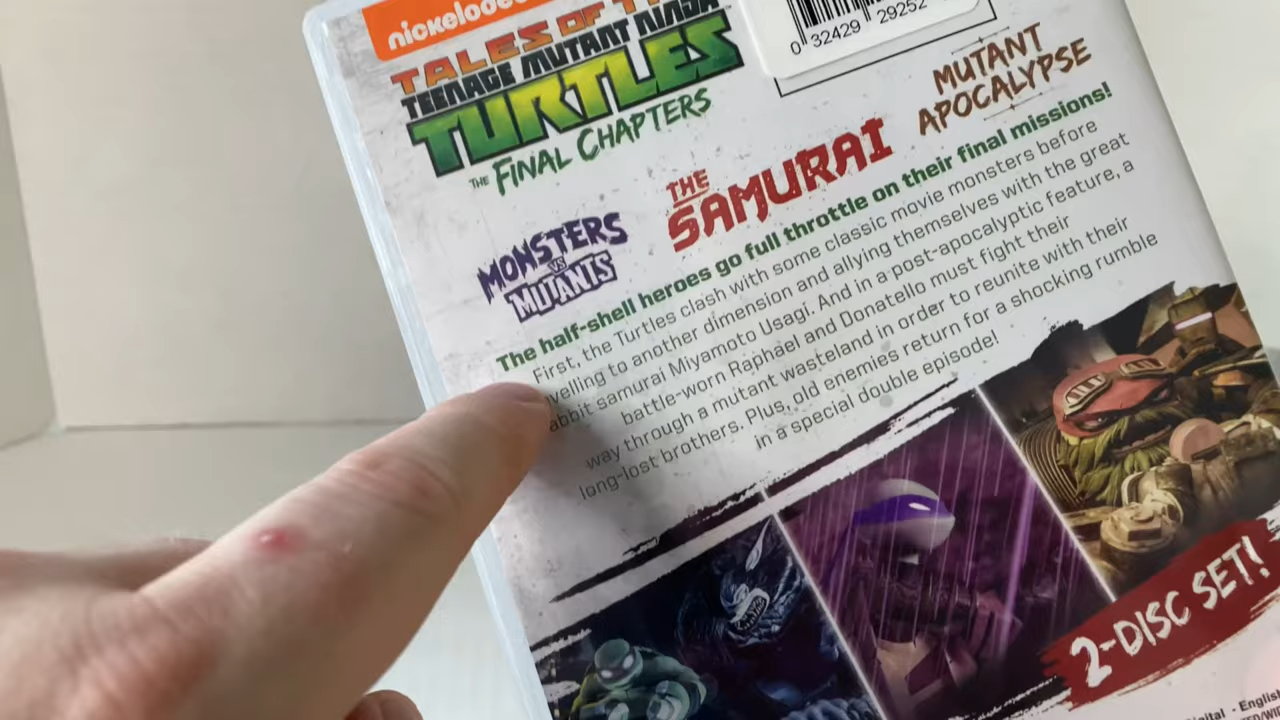 nickelodeon
TALES OF THE
TEENAGE MUTANT NINJA
TURTLES
THE FINAL CHAPTERS
0 32429 29252
MONSTERS
VS
MUTANTS
THE
SAMURAI
MUTANT
APOCALYPSE
The half-shell heroes go full throttle on their final missions!
First, the Turtles clash with some classic movie monsters before
velling to another dimension and allying themselves with the great
abbit samurai Miyamoto Usagi. And in a post-apocalyptic feature, a
battle-worn Raphael and Donatello must fight their
way through a mutant wasteland in order to reunite with their
long-lost brothers. Plus, old enemies return for a shocking rumble
in a special double episode!
2-DISC SET!
- English